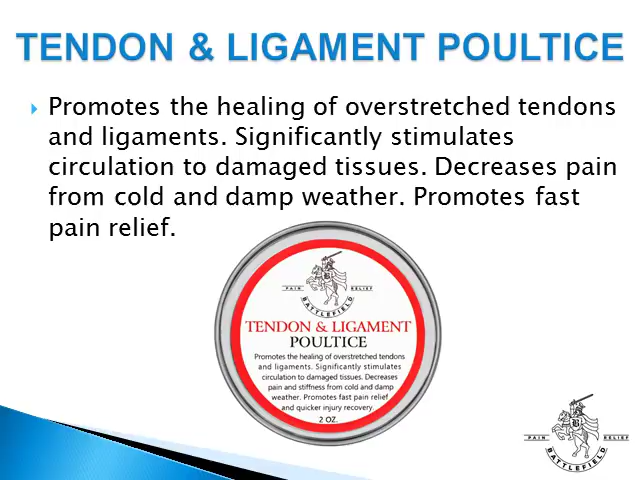 TENDON & LIGAMENT POULTICE
Promotes the healing of overstretched tendons
and ligaments. Significantly stimulates
circulation to damaged tissues. Decreases pain
from cold and damp weather. Promotes fast
pain relief.
PAIN RELIEF
BATTLEFIELD
TENDON & LIGAMENT
POULTICE
Promotes the healing of overstretched tendons
and ligaments. Significantly stimulates
circulation to damaged tissues. Decreases
pain and stiffness from cold and damp
weather. Promotes fast pain relief
and quicker injury recovery.
2 OZ.
B
PAIN RELIEF
BATTLEFIELD